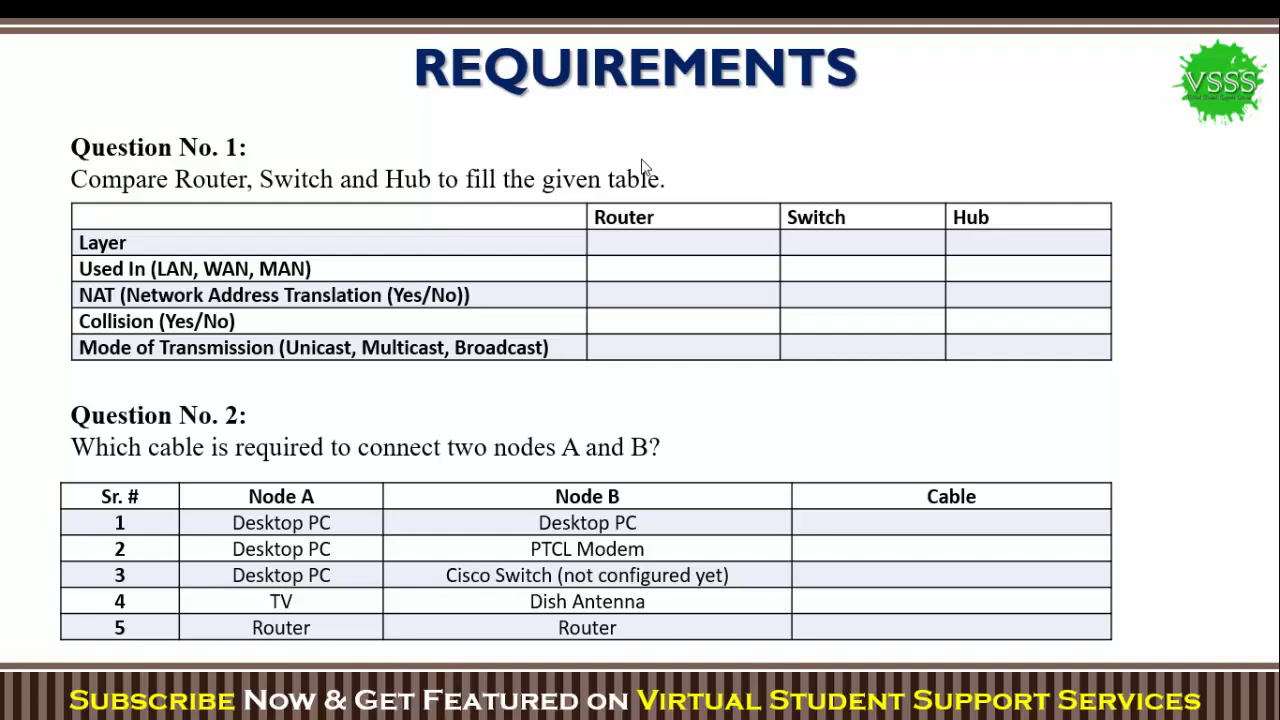 REQUIREMENTS
VSSS
Question No. 1:
Compare Router, Switch and Hub to fill the given table.
Router Switch Hub
Layer
Used In (LAN, WAN, MAN)
NAT (Network Address Translation (Yes/No))
Collision (Yes/No)
Mode of Transmission (Unicast, Multicast, Broadcast)
Question No. 2:
Which cable is required to connect two nodes A and B?
Sr. # Node A Node B Cable
1 Desktop PC Desktop PC
2 Desktop PC PTCL Modem
3 Desktop PC Cisco Switch (not configured yet)
4 TV Dish Antenna
5 Router Router
Subscribe Now & Get Featured on Virtual Student Support Services